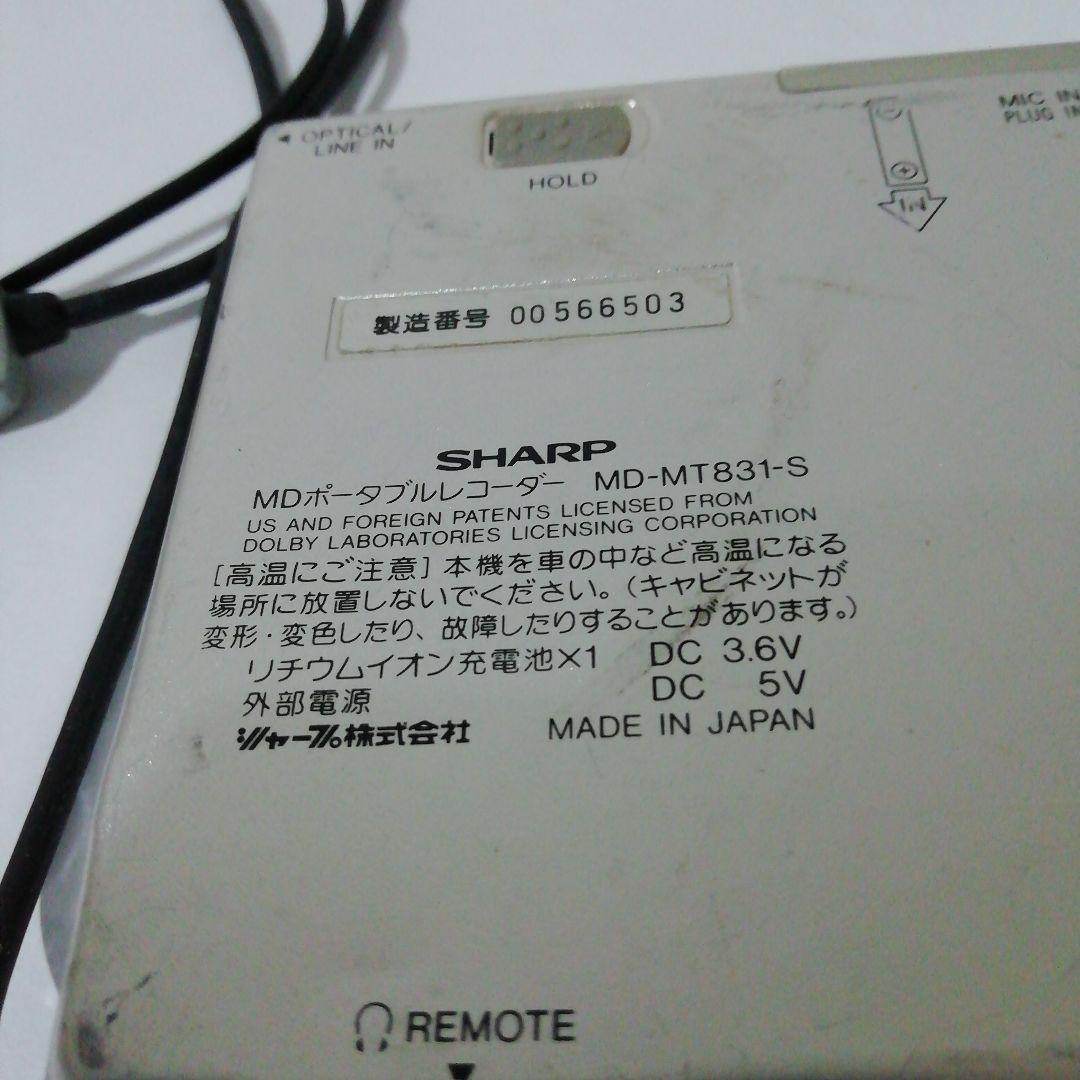 OPTICAL/
LINE IN
HOLD
MIC IN
PLUG IN
製造番号 00566503
SHARP
MDポータブルレコーダー MD-MT831-S
US AND FOREIGN PATENTS LICENSED FROM
DOLBY LABORATORIES LICENSING CORPORATION
[高温にご注意] 本機を車の中など高温になる
場所に放置しないでください。(キャビネットが
変形・変色したり、故障したりすることがあります。)
リチウムイオン充電池×1 DC 3.6V
外部電源 DC 5V
シャープ株式会社 MADE IN JAPAN
REMOTE